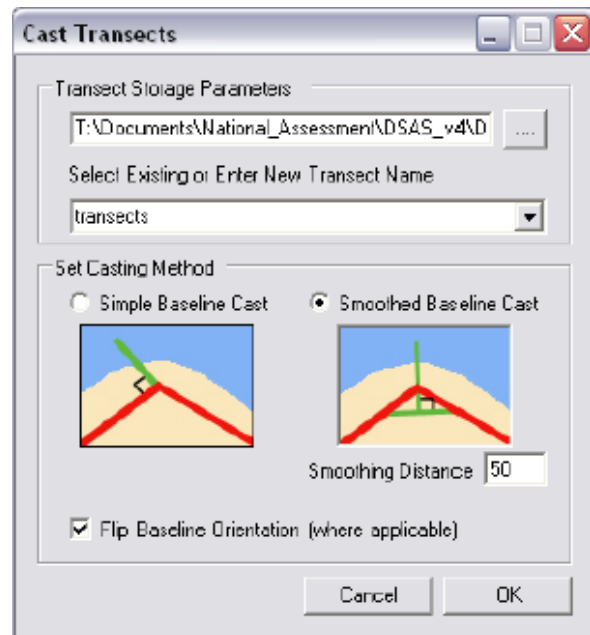 Cast Transects
Transect Storage Parameters
T:\Documents\National_Assessment\DSAS_v4\D
....
Select Existing or Enter New Transect Name
transects
Set Casting Method
Simple Baseline Cast
Smoothed Baseline Cast
Smoothing Distance 50
Flip Baseline Orientation (where applicable)
Cancel
OK